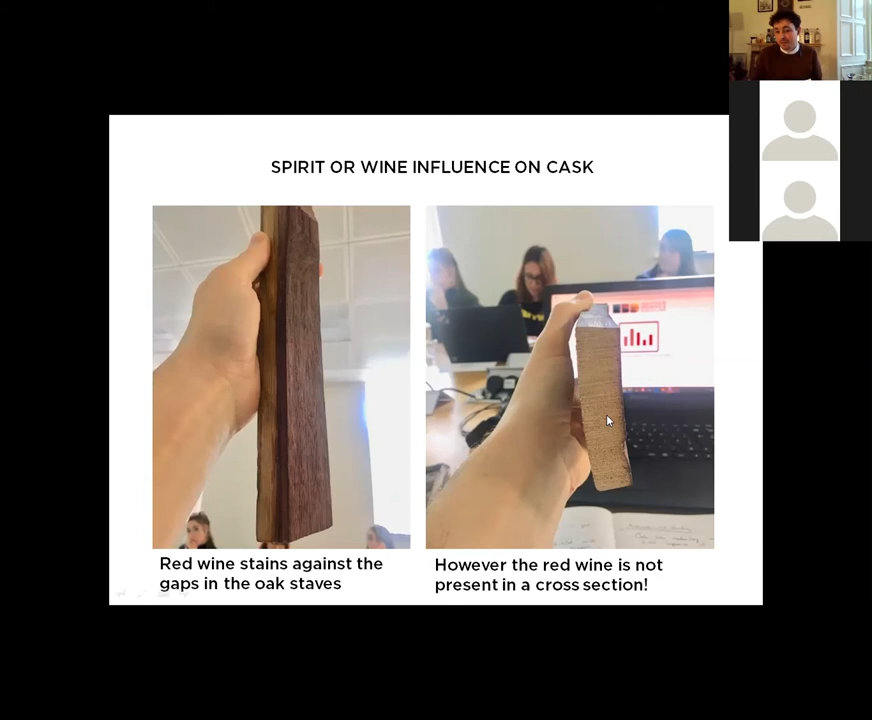 SPIRIT OR WINE INFLUENCE ON CASK
Red wine stains against the
gaps in the oak staves
However the red wine is not
present in a cross section!